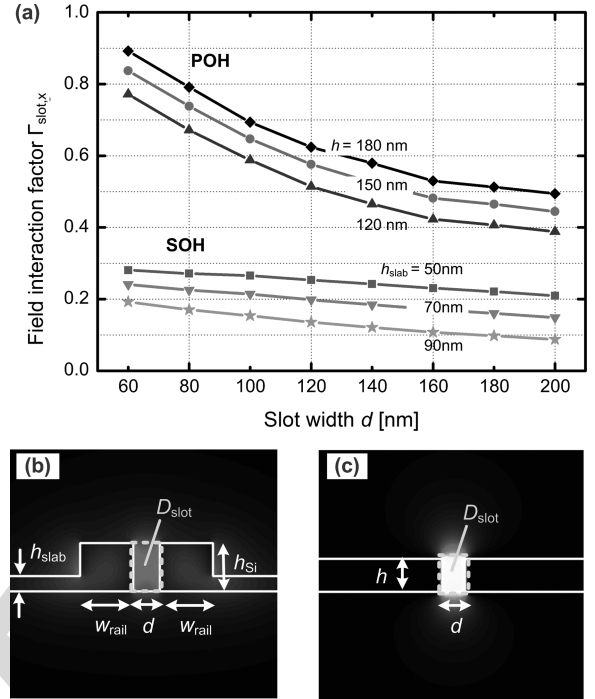 (a)
1.0
0.8
0.6
0.4
0.2
0.0
Field interaction factor Γslot,x
POH
h = 180 nm
150 nm
120 nm
SOH
hslab = 50nm
70nm
90nm
60 80 100 120 140 160 180 200
Slot width d [nm]
(b)
Dslot
hslab
hSi
wrail d wrail
(c)
Dslot
h
d